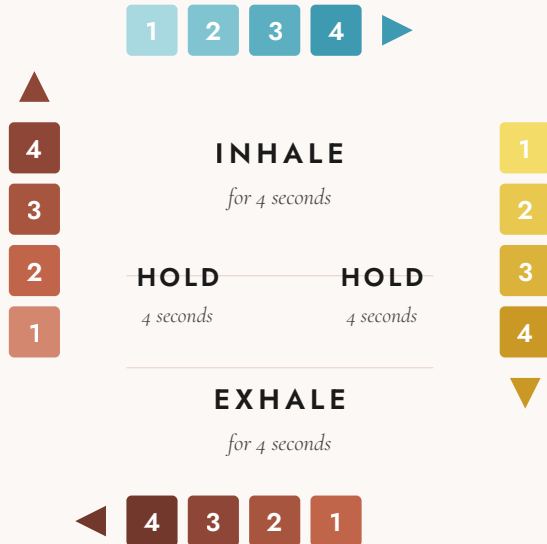 1 2 3 4
4
3
2
1
INHALE
for 4 seconds
HOLD HOLD
4 seconds 4 seconds
EXHALE
for 4 seconds
1
2
3
4
4 3 2 1